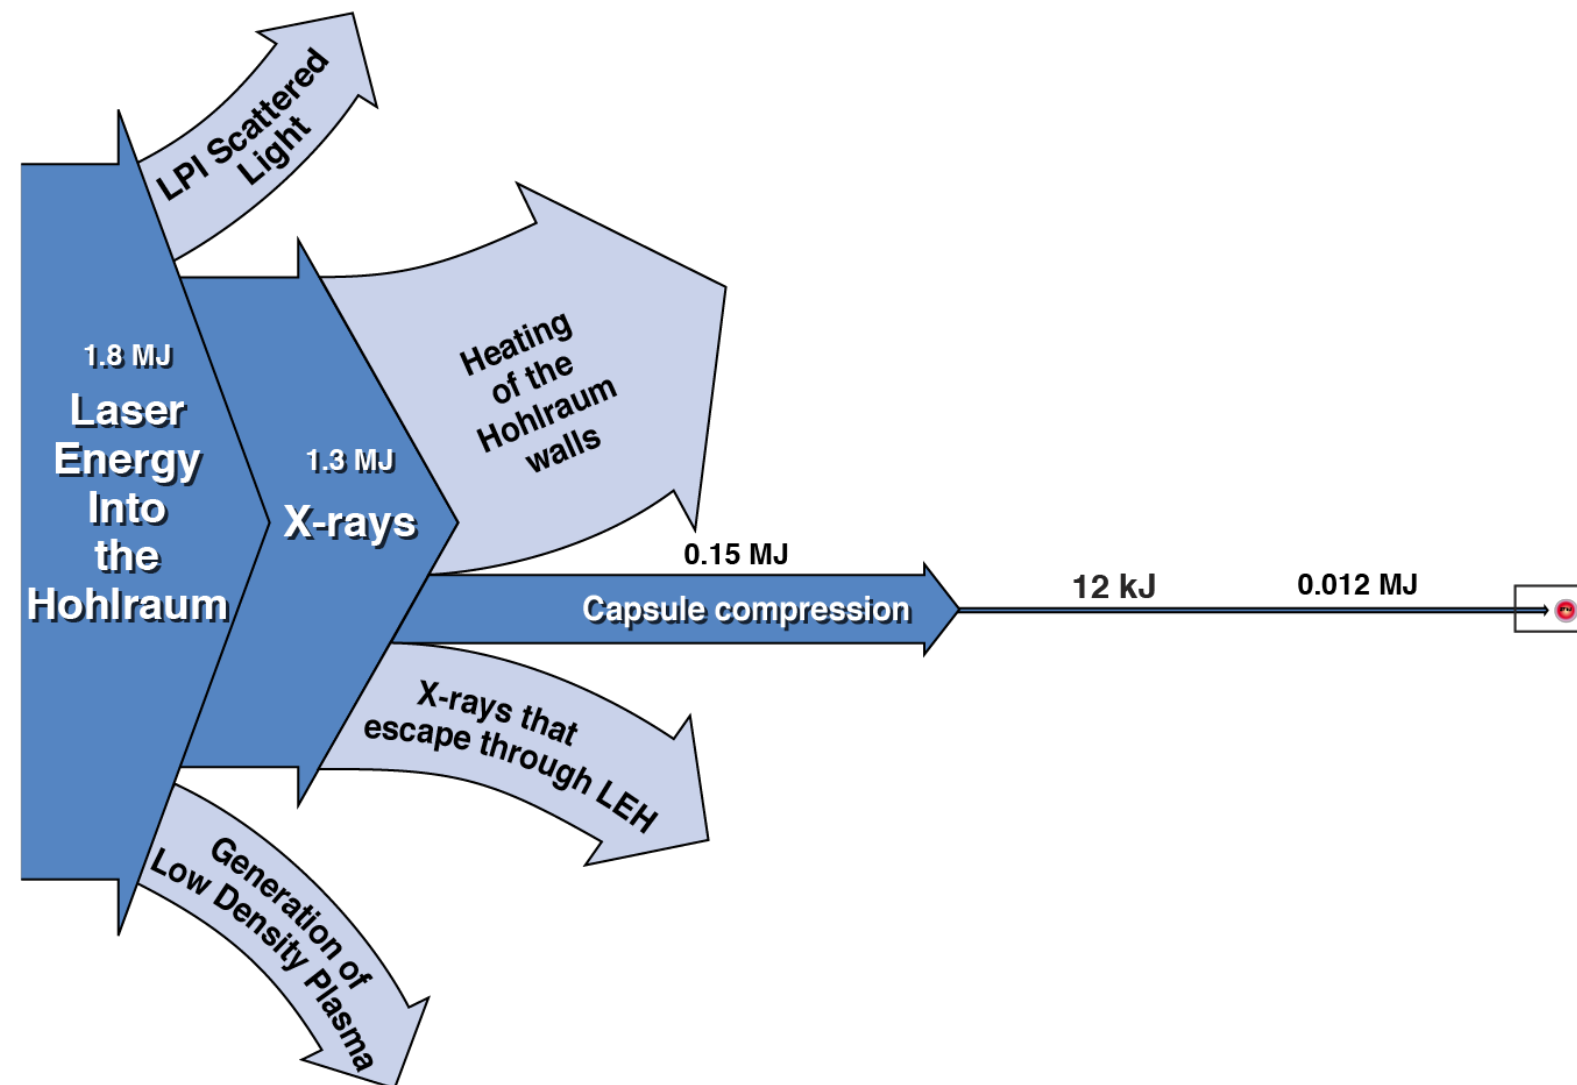 LPI Scattered
Light
1.8 MJ
Laser
Energy
Into
the
Hohlraum
1.3 MJ
X-rays
Heating
of the
Hohlraum
walls
0.15 MJ
Capsule compression
12 kJ
0.012 MJ
X-rays that
escape through LEH
Generation of
Low Density Plasma